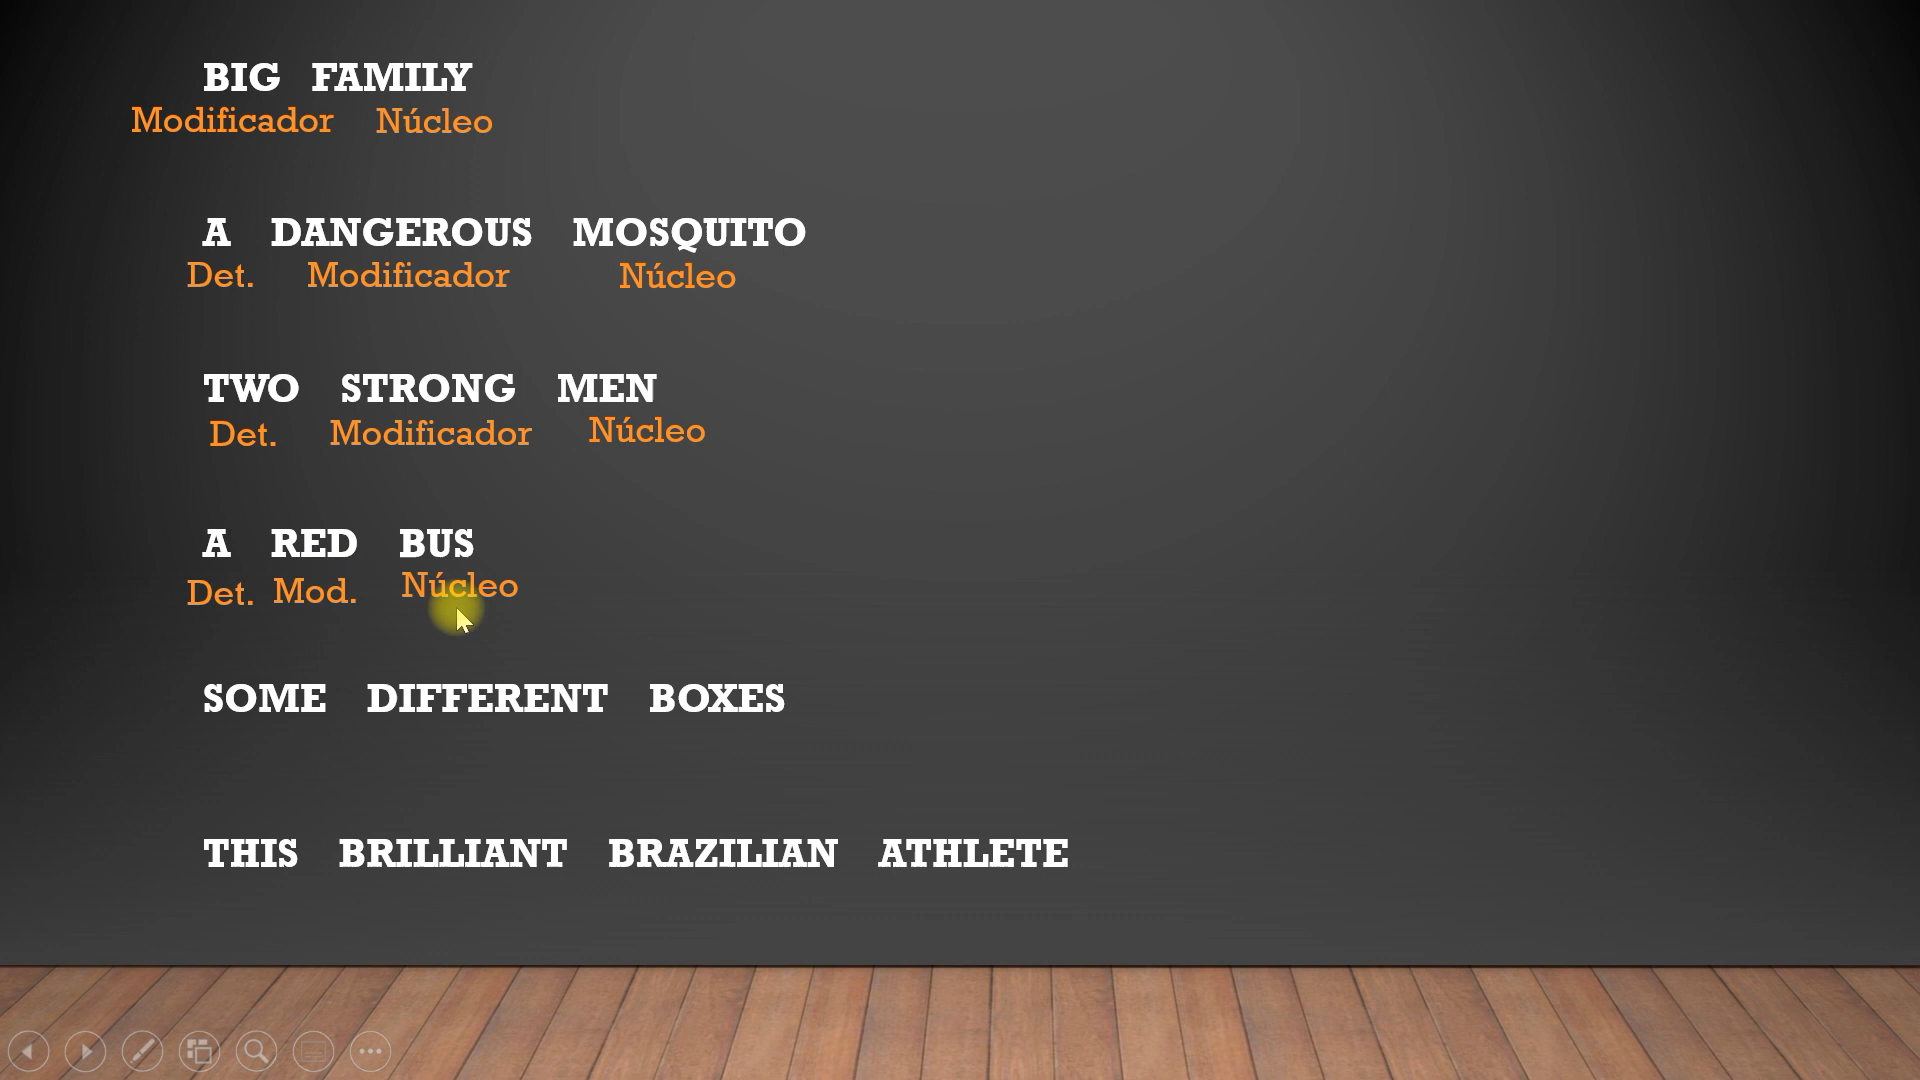 BIG FAMILY
Modificador Núcleo
A DANGEROUS MOSQUITO
Det. Modificador Núcleo
TWO STRONG MEN
Det. Modificador Núcleo
A RED BUS
Det. Mod. Núcleo
SOME DIFFERENT BOXES
THIS BRILLIANT BRAZILIAN ATHLETE